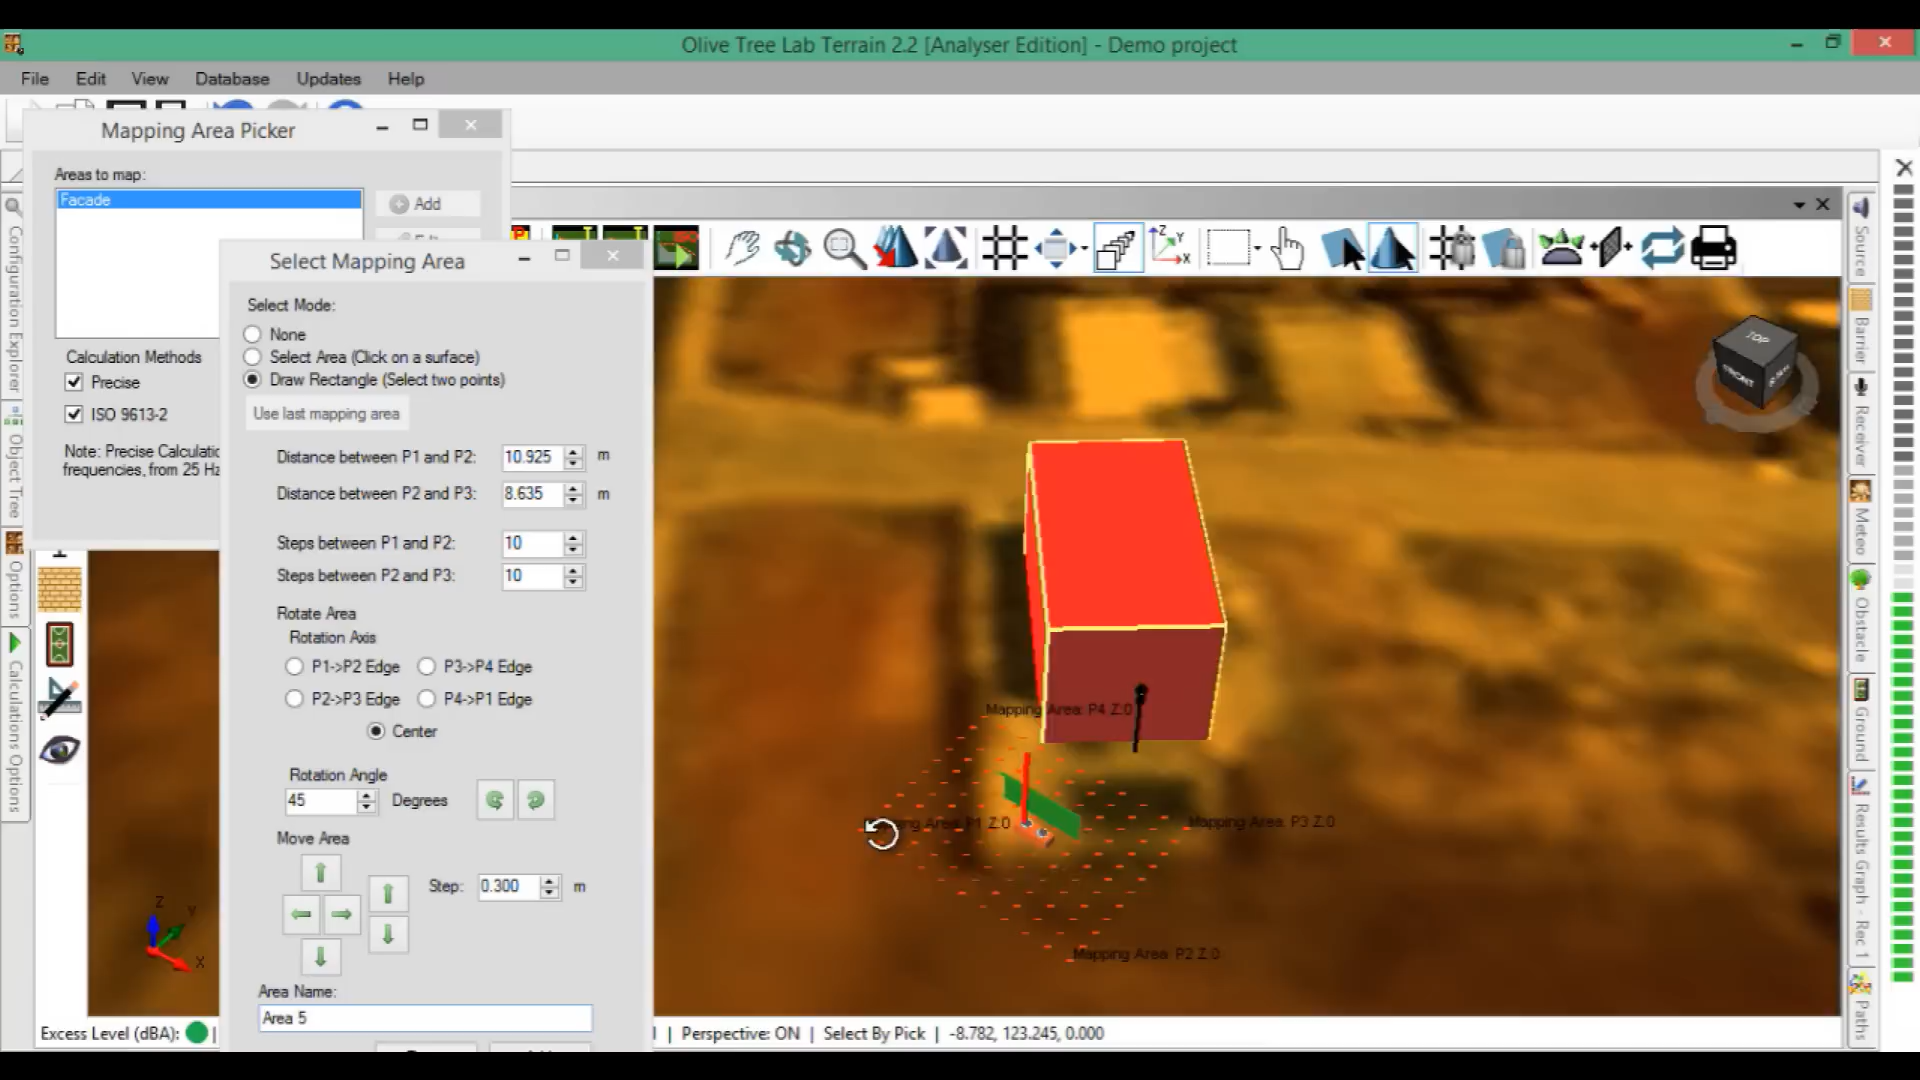 Olive Tree Lab Terrain 2.2 [Analyser Edition] - Demo project
File Edit View Database Updates Help
Mapping Area Picker
Areas to map:
Facade
Add
Select Mapping Area
Select Mode:
None
Select Area (Click on a surface)
Draw Rectangle (Select two points)
Use last mapping area
Calculation Methods
Precise
ISO 9613-2
Note: Precise Calculatio
frequencies, from 25 Hz
Distance between P1 and P2: 10.925 m
Distance between P2 and P3: 8.635 m
Steps between P1 and P2: 10
Steps between P2 and P3: 10
Rotate Area
Rotation Axis
P1->P2 Edge P3->P4 Edge
P2->P3 Edge P4->P1 Edge
Center
Rotation Angle
45 Degrees
Move Area
Step: 0.300 m
Area Name:
Area 5
Configuration Explorer
Object Tree
Options
Calculations Options
Z
Y
X
TOP
FRONT
Mapping Area: P4 Z:0
Area: P1 Z:0
Mapping Area: P3 Z:0
Mapping Area: P2 Z:0
Source
Barrier
Receiver
Meteo
Obstacle
Ground
Results Graph - Rec 1
Paths
Excess Level (dBA): | | Perspective: ON | Select By Pick | -8.782, 123.245, 0.000